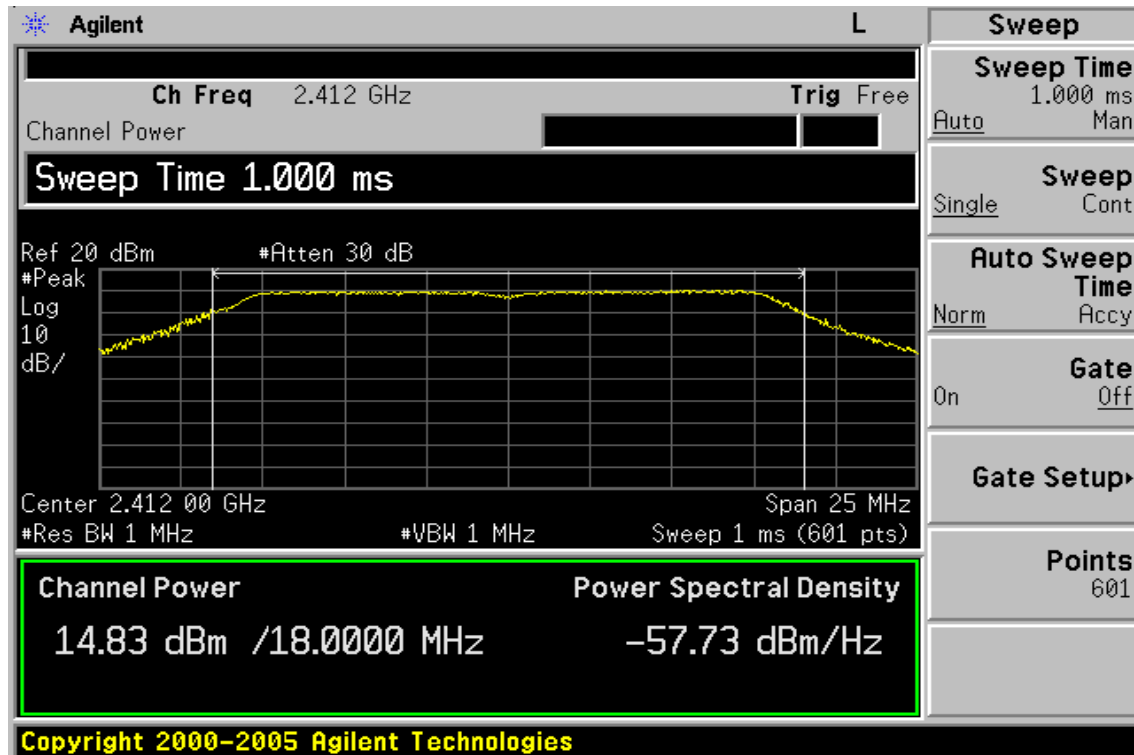 Agilent L Sweep
Ch Freq 2.412 GHz Trig Free
Channel Power
Sweep Time 1.000 ms
Ref 20 dBm #Atten 30 dB
#Peak
Log
10
dB/
Center 2.412 00 GHz Span 25 MHz
#Res BW 1 MHz #VBW 1 MHz Sweep 1 ms (601 pts)
Channel Power Power Spectral Density
14.83 dBm /18.0000 MHz -57.73 dBm/Hz
Sweep Time
1.000 ms
Auto Man
Sweep
Single Cont
Auto Sweep
Time
Norm Accy
Gate
On Off
Gate Setup
Points
601
Copyright 2000-2005 Agilent Technologies